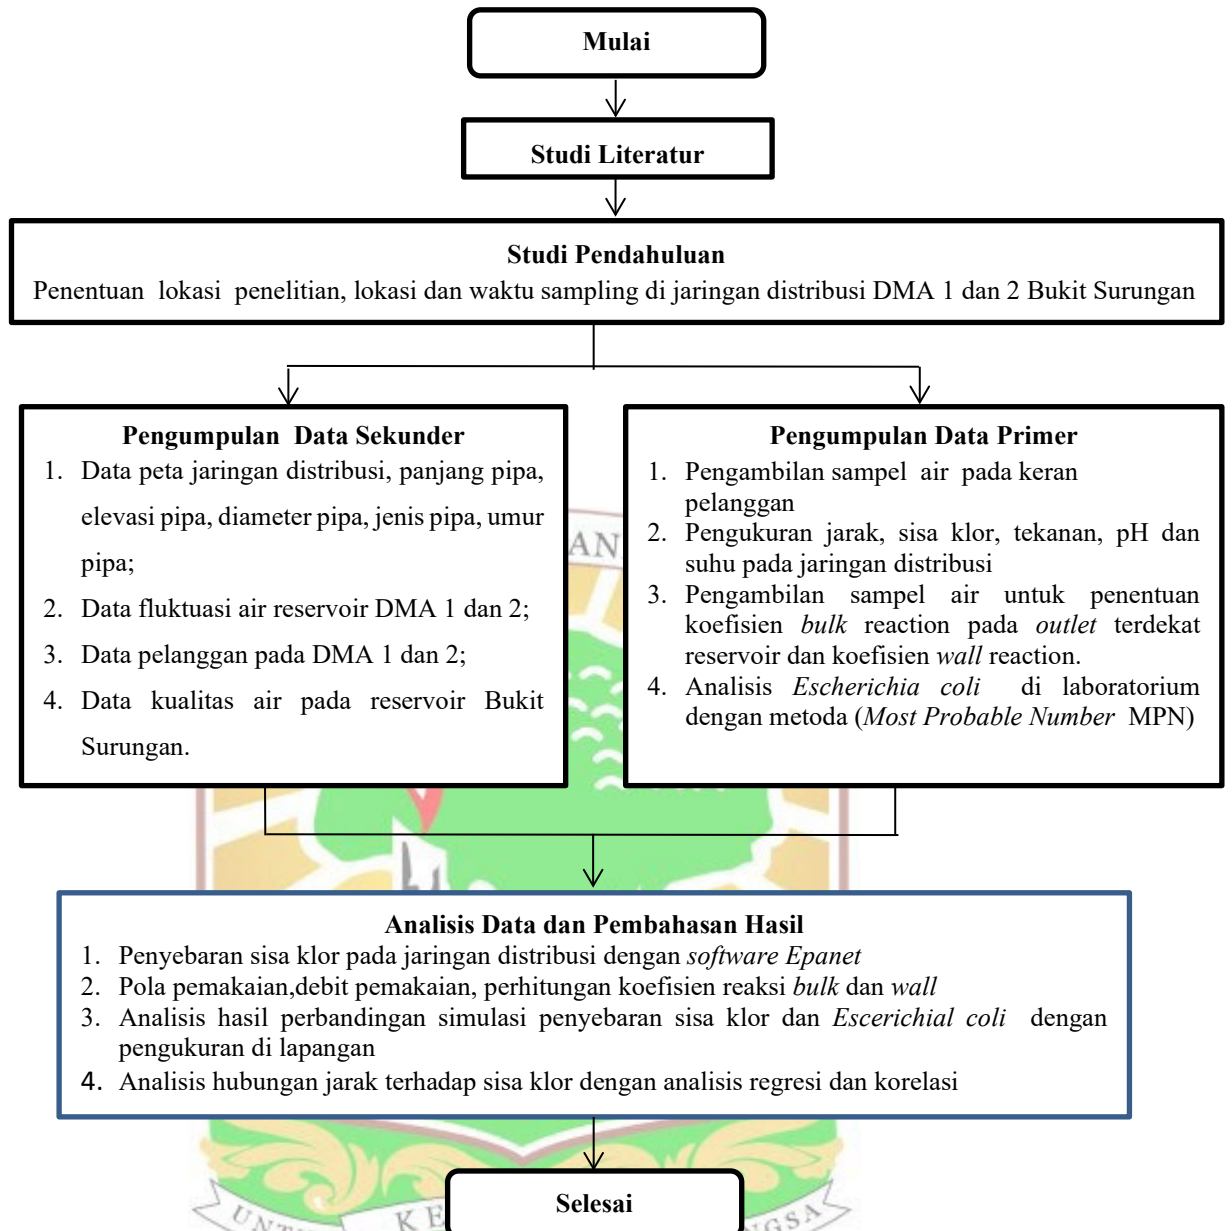 Mulai
Studi Literatur
Studi Pendahuluan
Penentuan lokasi penelitian, lokasi dan waktu sampling di jaringan distribusi DMA 1 dan 2 Bukit Surungan
Pengumpulan Data Sekunder
1. Data peta jaringan distribusi, panjang pipa,
elevasi pipa, diameter pipa, jenis pipa, umur
pipa;
2. Data fluktuasi air reservoir DMA 1 dan 2;
3. Data pelanggan pada DMA 1 dan 2;
4. Data kualitas air pada reservoir Bukit
Surungan.
Pengumpulan Data Primer
1. Pengambilan sampel air pada keran
pelanggan
2. Pengukuran jarak, sisa klor, tekanan, pH dan
suhu pada jaringan distribusi
3. Pengambilan sampel air untuk penentuan
koefisien bulk reaction pada outlet terdekat
reservoir dan koefisien wall reaction.
4. Analisis Escherichia coli di laboratorium
dengan metoda (Most Probable Number MPN)
AN
Analisis Data dan Pembahasan Hasil
1. Penyebaran sisa klor pada jaringan distribusi dengan software Epanet
2. Pola pemakaian,debit pemakaian, perhitungan koefisien reaksi bulk dan wall
3. Analisis hasil perbandingan simulasi penyebaran sisa klor dan Escerichial coli dengan
pengukuran di lapangan
4. Analisis hubungan jarak terhadap sisa klor dengan analisis regresi dan korelasi
Selesai